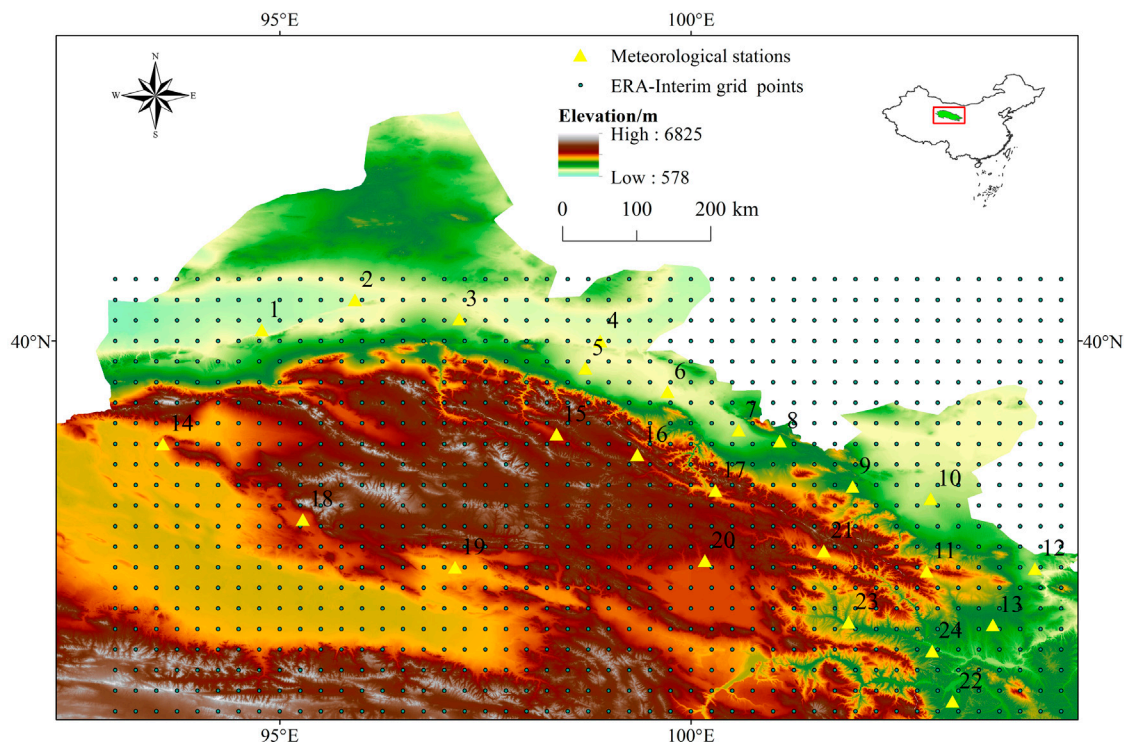 95°E 100°E
N
W E
S
Meteorological stations
ERA-Interim grid points
Elevation/m
High : 6825
Low : 578
0 100 200 km
2
1 3 4
40°N 5 40°N
6
15 7
14 16 8
17 9
18 10
19 20 21 11 12
23 13
24
22
95°E 100°E